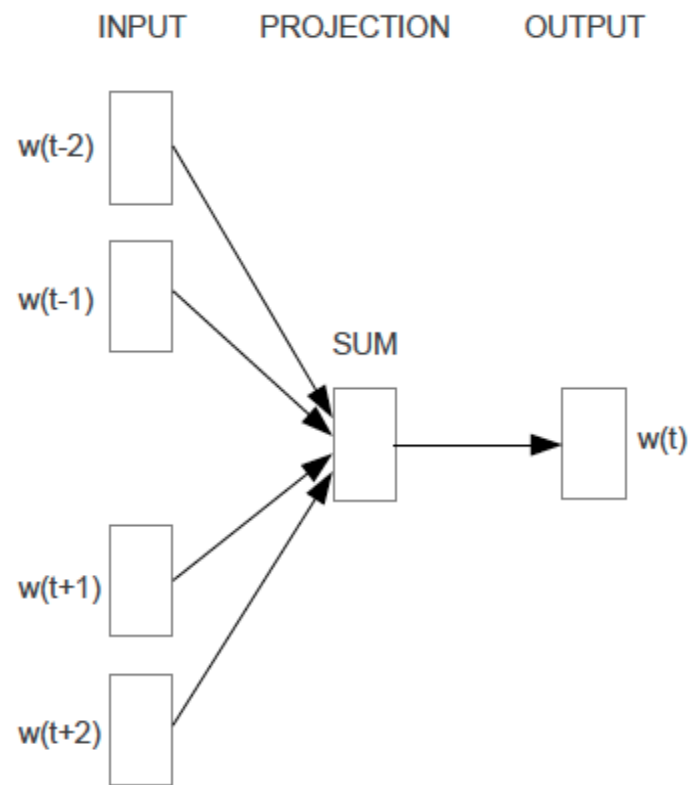 INPUT PROJECTION OUTPUT
w(t-2)
w(t-1)
SUM
w(t)
w(t+1)
w(t+2)